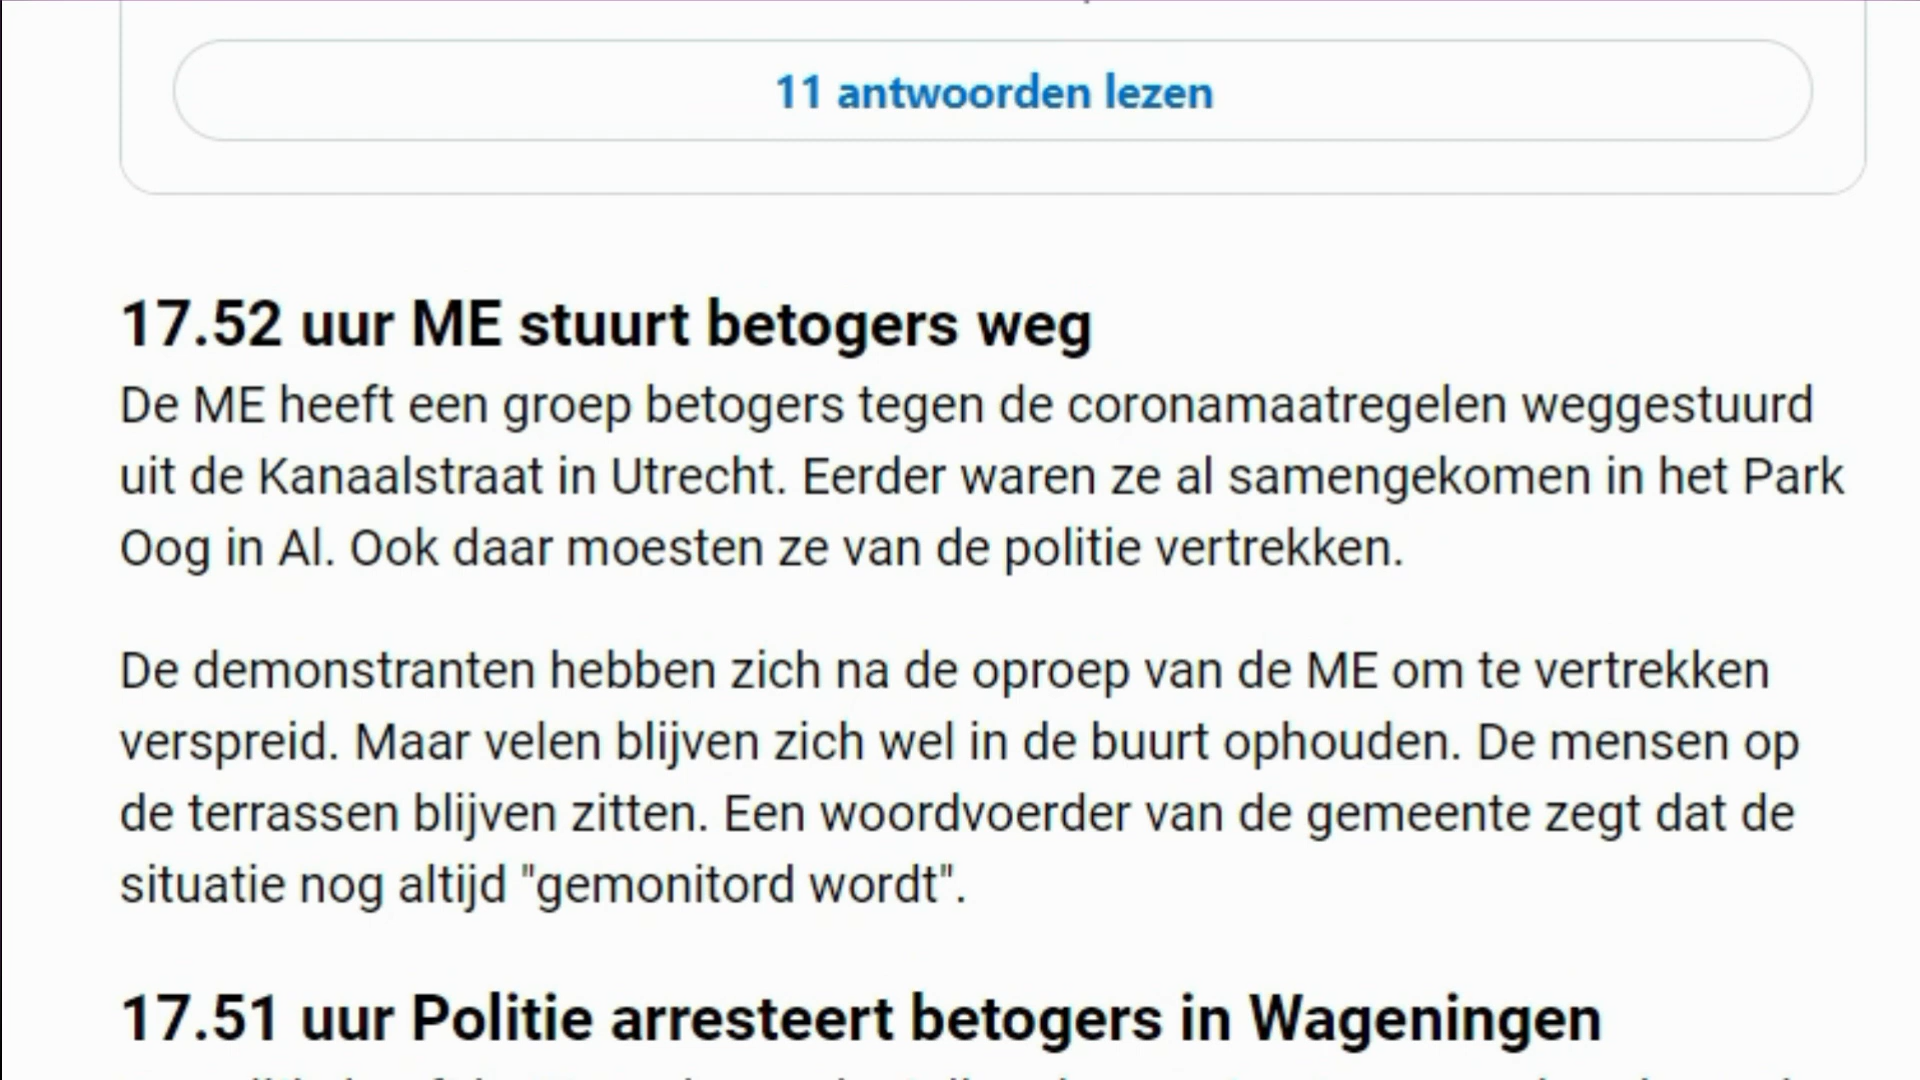 11 antwoorden lezen
17.52 uur ME stuurt betogers weg
De ME heeft een groep betogers tegen de coronamaatregelen weggestuurd
uit de Kanaalstraat in Utrecht. Eerder waren ze al samengekomen in het Park
Oog in Al. Ook daar moesten ze van de politie vertrekken.
De demonstranten hebben zich na de oproep van de ME om te vertrekken
verspreid. Maar velen blijven zich wel in de buurt ophouden. De mensen op
de terrassen blijven zitten. Een woordvoerder van de gemeente zegt dat de
situatie nog altijd "gemonitord wordt".
17.51 uur Politie arresteert betogers in Wageningen